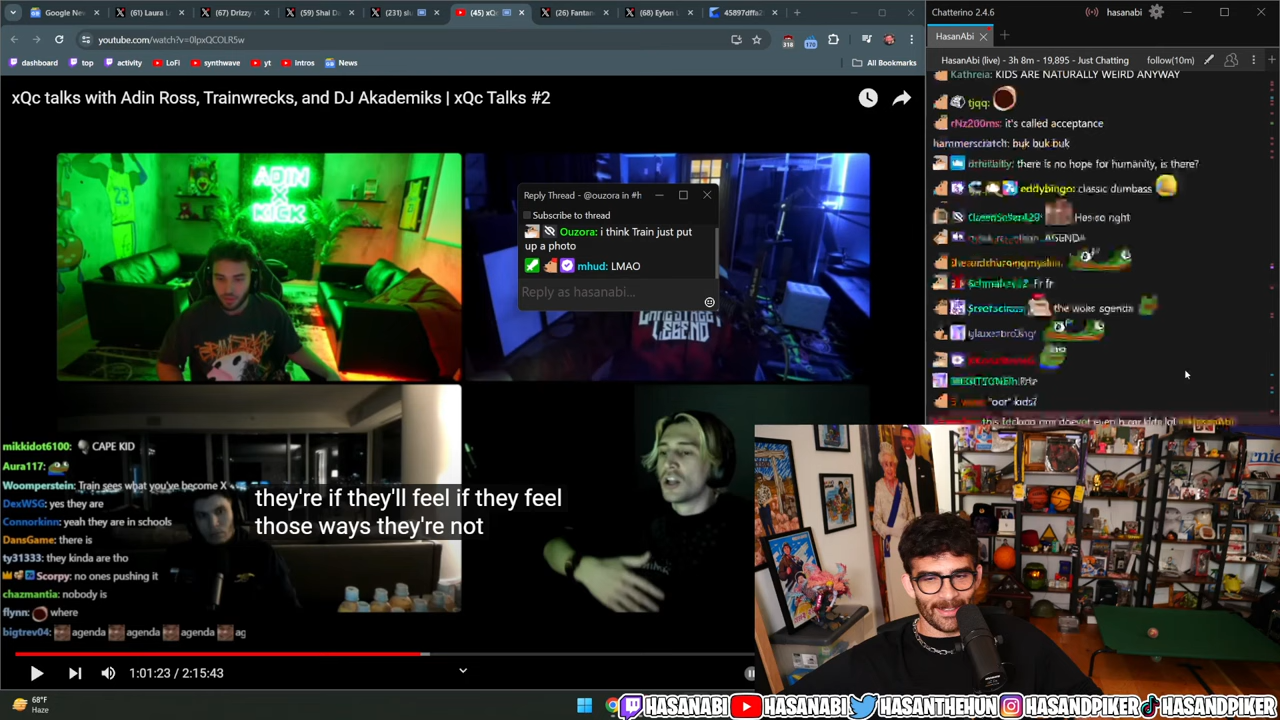 Google Nev
(61) Laura L
(67) Drizzy
(59) Shai Da
(231) sh
(45) xQc
(26) Fantan
(68) Eylon L
45897dffa2
youtube.com/watch?v=0lpxQCOLR5w
318
170
dashboard
top
activity
LoFi
synthwave
yt
intros
News
All Bookmarks
xQc talks with Adin Ross, Trainwrecks, and DJ Akademiks | xQc Talks #2
ADIN
X
KICK
Reply Thread - @ouzora in #h
Subscribe to thread
Ouzora: i think Train just put
up a photo
mhud: LMAO
Reply as hasanabi...
LEGEND
mikkidot6100: CAPE KID
Aura117:
Woomperstein: Train sees what you've become X
DexWSG: yes they are
Connorkinn: yeah they are in schools
DansGame: there is
ty31333: they kinda are tho
Scorpy: no ones pushing it
chazmantia: nobody is
flynn: where
bigtrev04: agenda agenda agenda ag
they're if they'll feel if they feel
those ways they're not
1:01:23 / 2:15:43
68°F
Haze
Chatterino 2.4.6
hasanabi
HasanAbi
HasanAbi (live) - 3h 8m - 19,895 - Just Chatting
follow(10m)
Kathreia: KIDS ARE NATURALLY WEIRD ANYWAY
tjqq:
rNz200ms: it's called acceptance
hammerscratch: buk buk buk
there is no hope for humanity, is there?
eddybingo: classic dumbass
the woke agenda
HASANABI
HASANABI
HASANTHEHUN
HASANDPIKER
HASANDPIKER